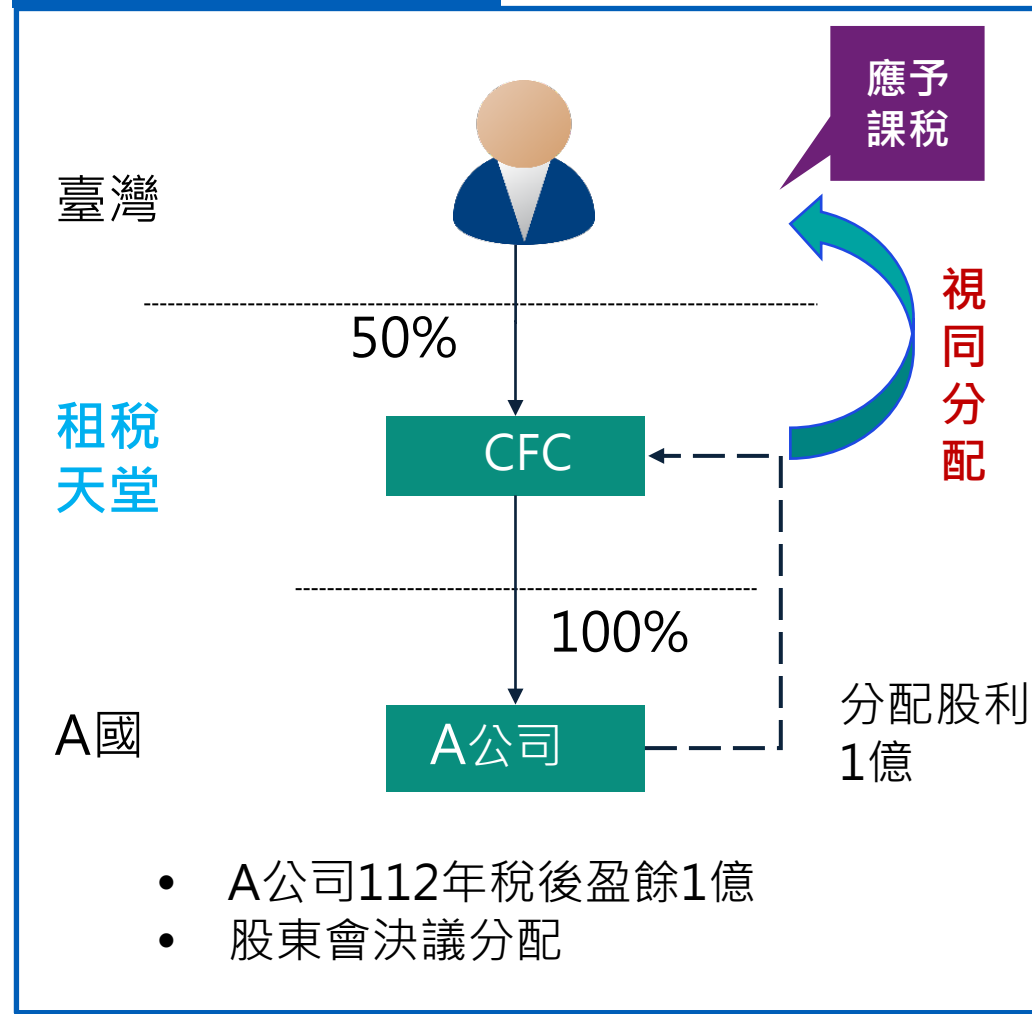 應予
課稅
臺灣
視
同
分
配
50%
租稅
天堂
CFC
100%
A國
A公司
分配股利
1億
• A公司112年稅後盈餘1億
• 股東會決議分配